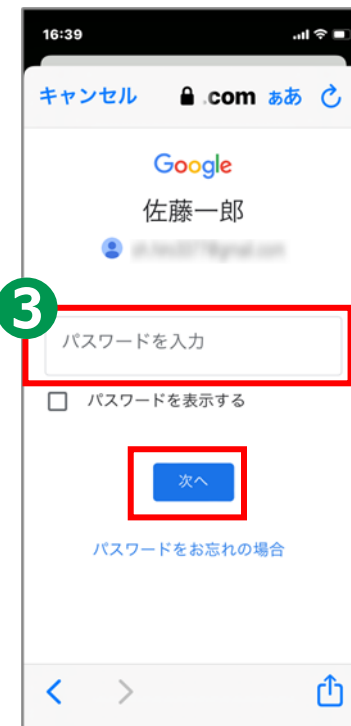 16:39
キャンセル .com ああ
Google
佐藤一郎
3
パスワードを入力
パスワードを表示する
次へ
パスワードをお忘れの場合